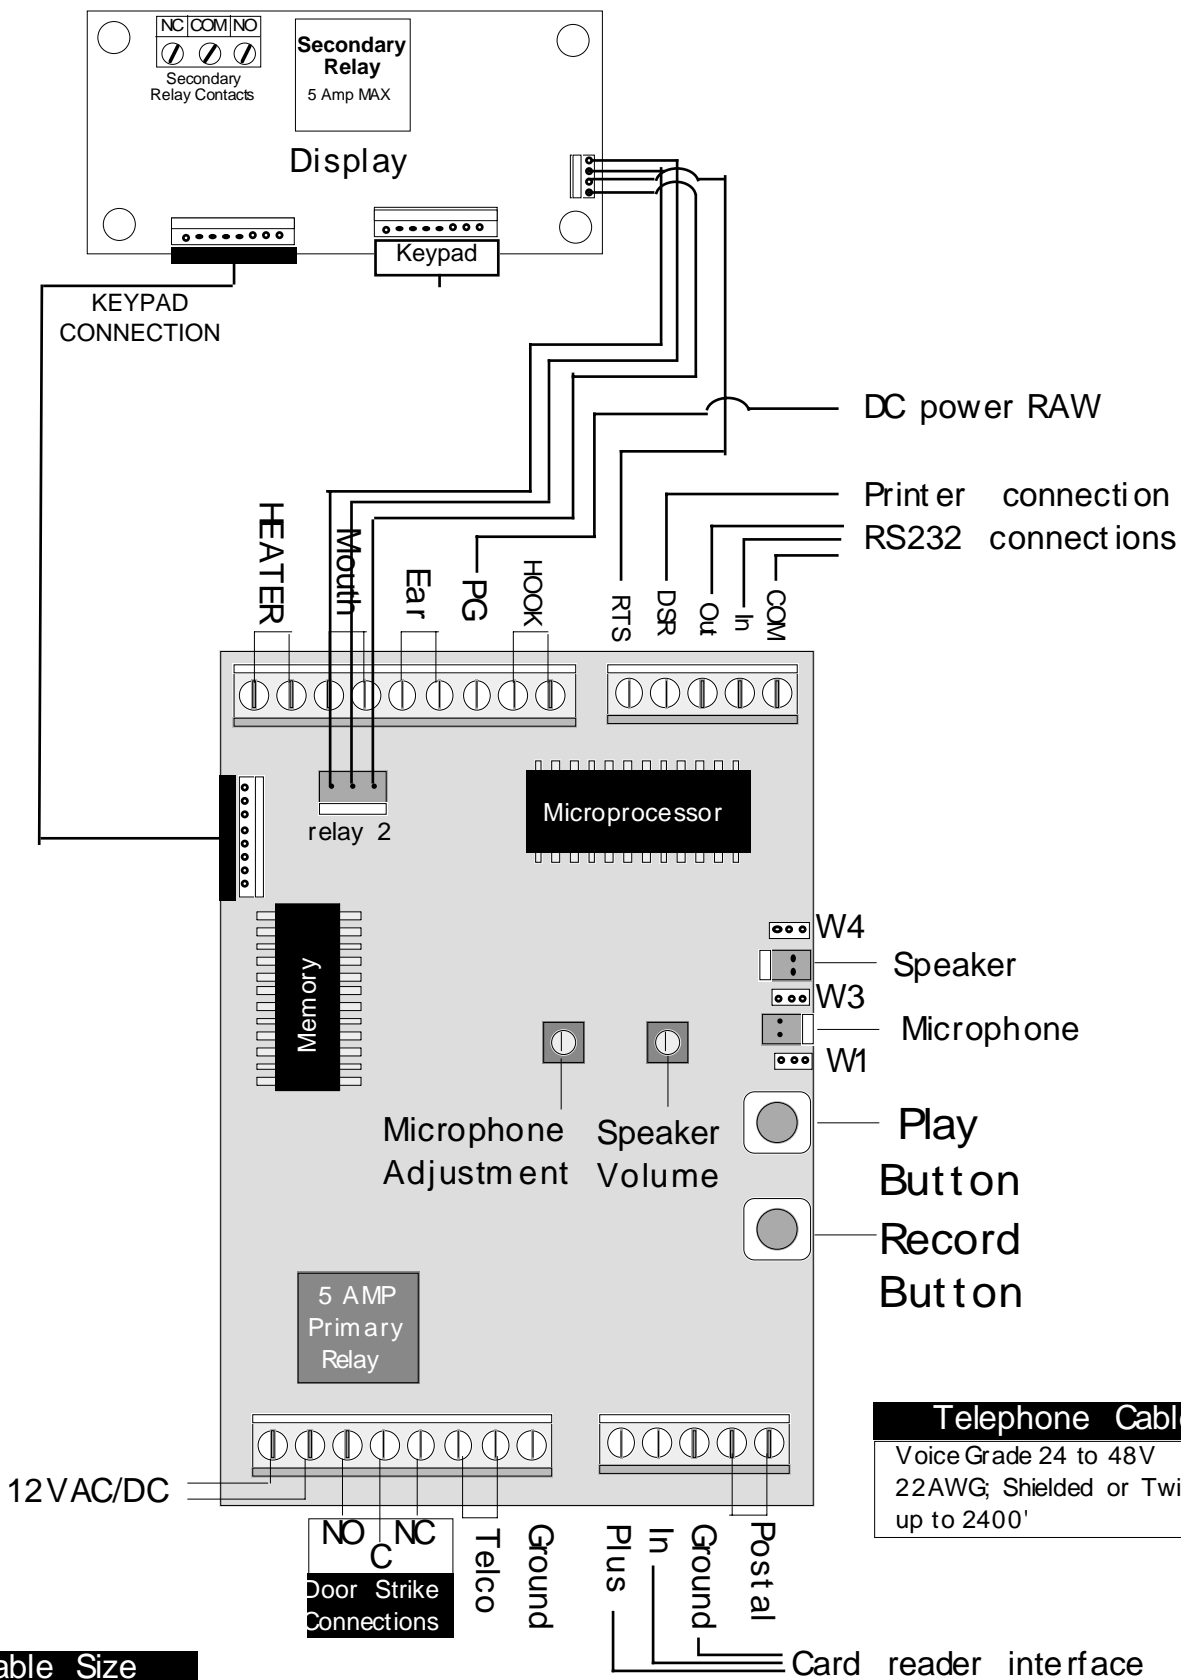 NC COM NO
Secondary
Relay Contacts
Secondary
Relay
5 Amp MAX
Display
Keypad
KEYPAD
CONNECTION
DC power RAW
Printer connection
RS232 connections
HEATER
Mouth
Ear
PG
HOOK
RTS
DSR
Out
In
COM
relay 2
Microprocessor
Memory
W4
Speaker
W3
Microphone
W1
Microphone
Adjustment
Speaker
Volume
Play
Button
Record
Button
5 AMP
Primary
Relay
Telephone Cabl
Voice Grade 24 to 48V
22AWG; Shielded or Twi
up to 2400'
12VAC/DC
NO
C
NC
Door Strike
Connections
Telco
Ground
Plus
In
Ground
Postal
Card reader interface
able Size